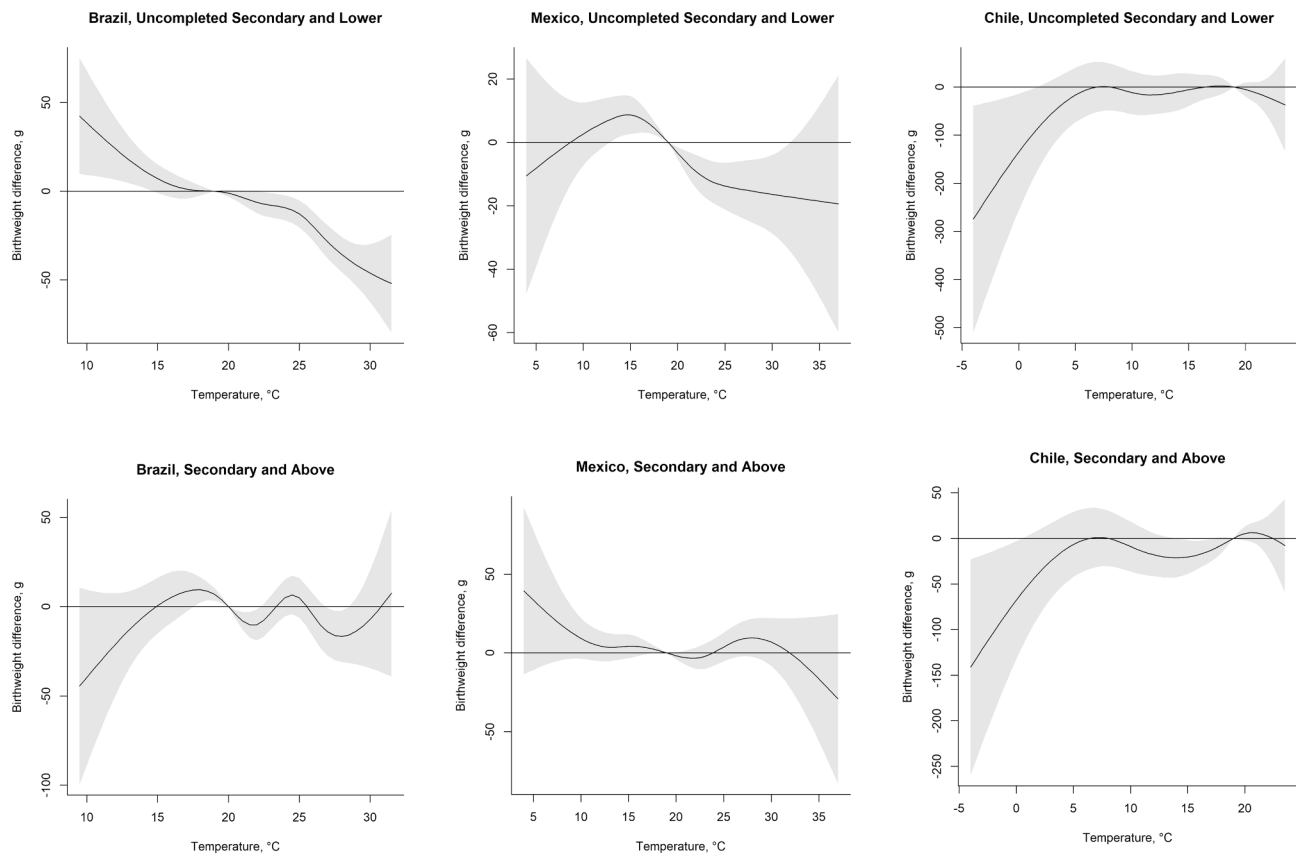 Brazil, Uncompleted Secondary and Lower
Birthweight difference, g
50
0
-50
10 15 20 25 30
Temperature, °C
Mexico, Uncompleted Secondary and Lower
Birthweight difference, g
20
0
-20
-40
-60
5 10 15 20 25 30 35
Temperature, °C
Chile, Uncompleted Secondary and Lower
Birthweight difference, g
0
-100
-200
-300
-400
-500
-5 0 5 10 15 20
Temperature, °C
Brazil, Secondary and Above
Birthweight difference, g
50
0
-50
-100
10 15 20 25 30
Temperature, °C
Mexico, Secondary and Above
Birthweight difference, g
50
0
-50
5 10 15 20 25 30 35
Temperature, °C
Chile, Secondary and Above
Birthweight difference, g
50
0
-50
-100
-150
-200
-250
-5 0 5 10 15 20
Temperature, °C